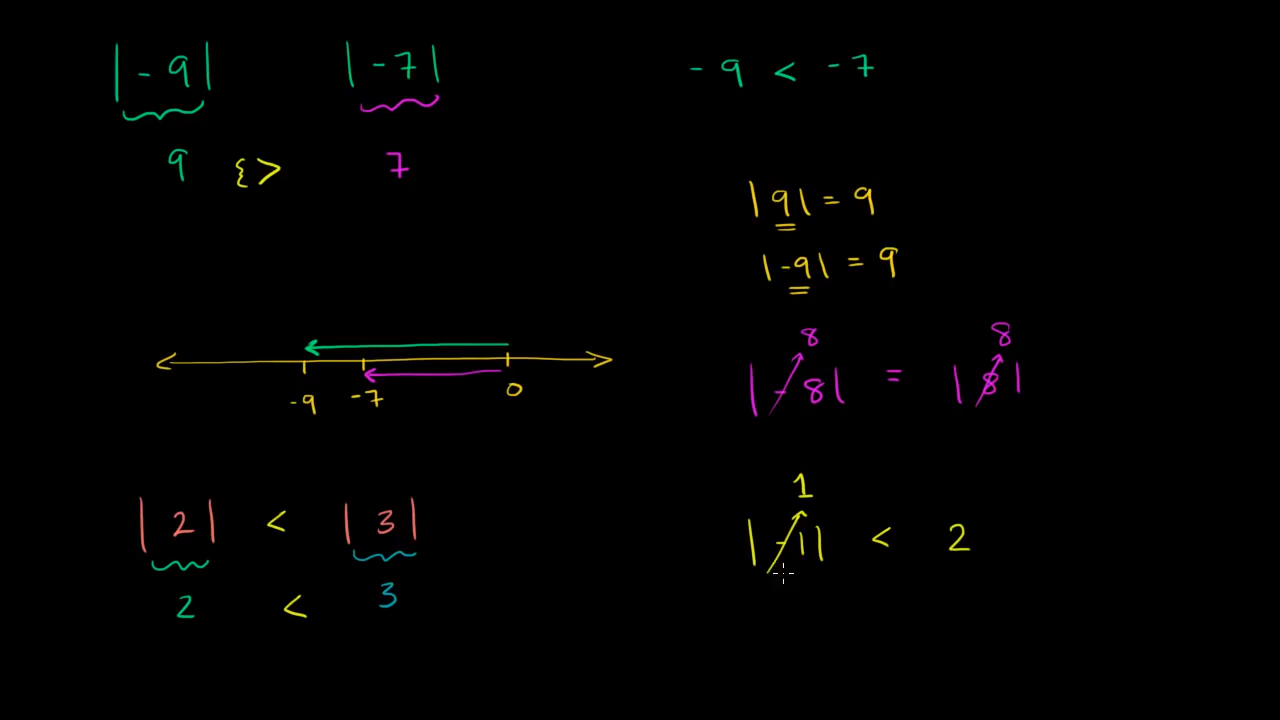 |-9| |-7|
9 {> 7
-9 < -7
|9| = 9
|-9| = 9
-9 -7 0
8 8
|-8| = |8|
|2| < |3|
2 < 3
1
|-1| < 2